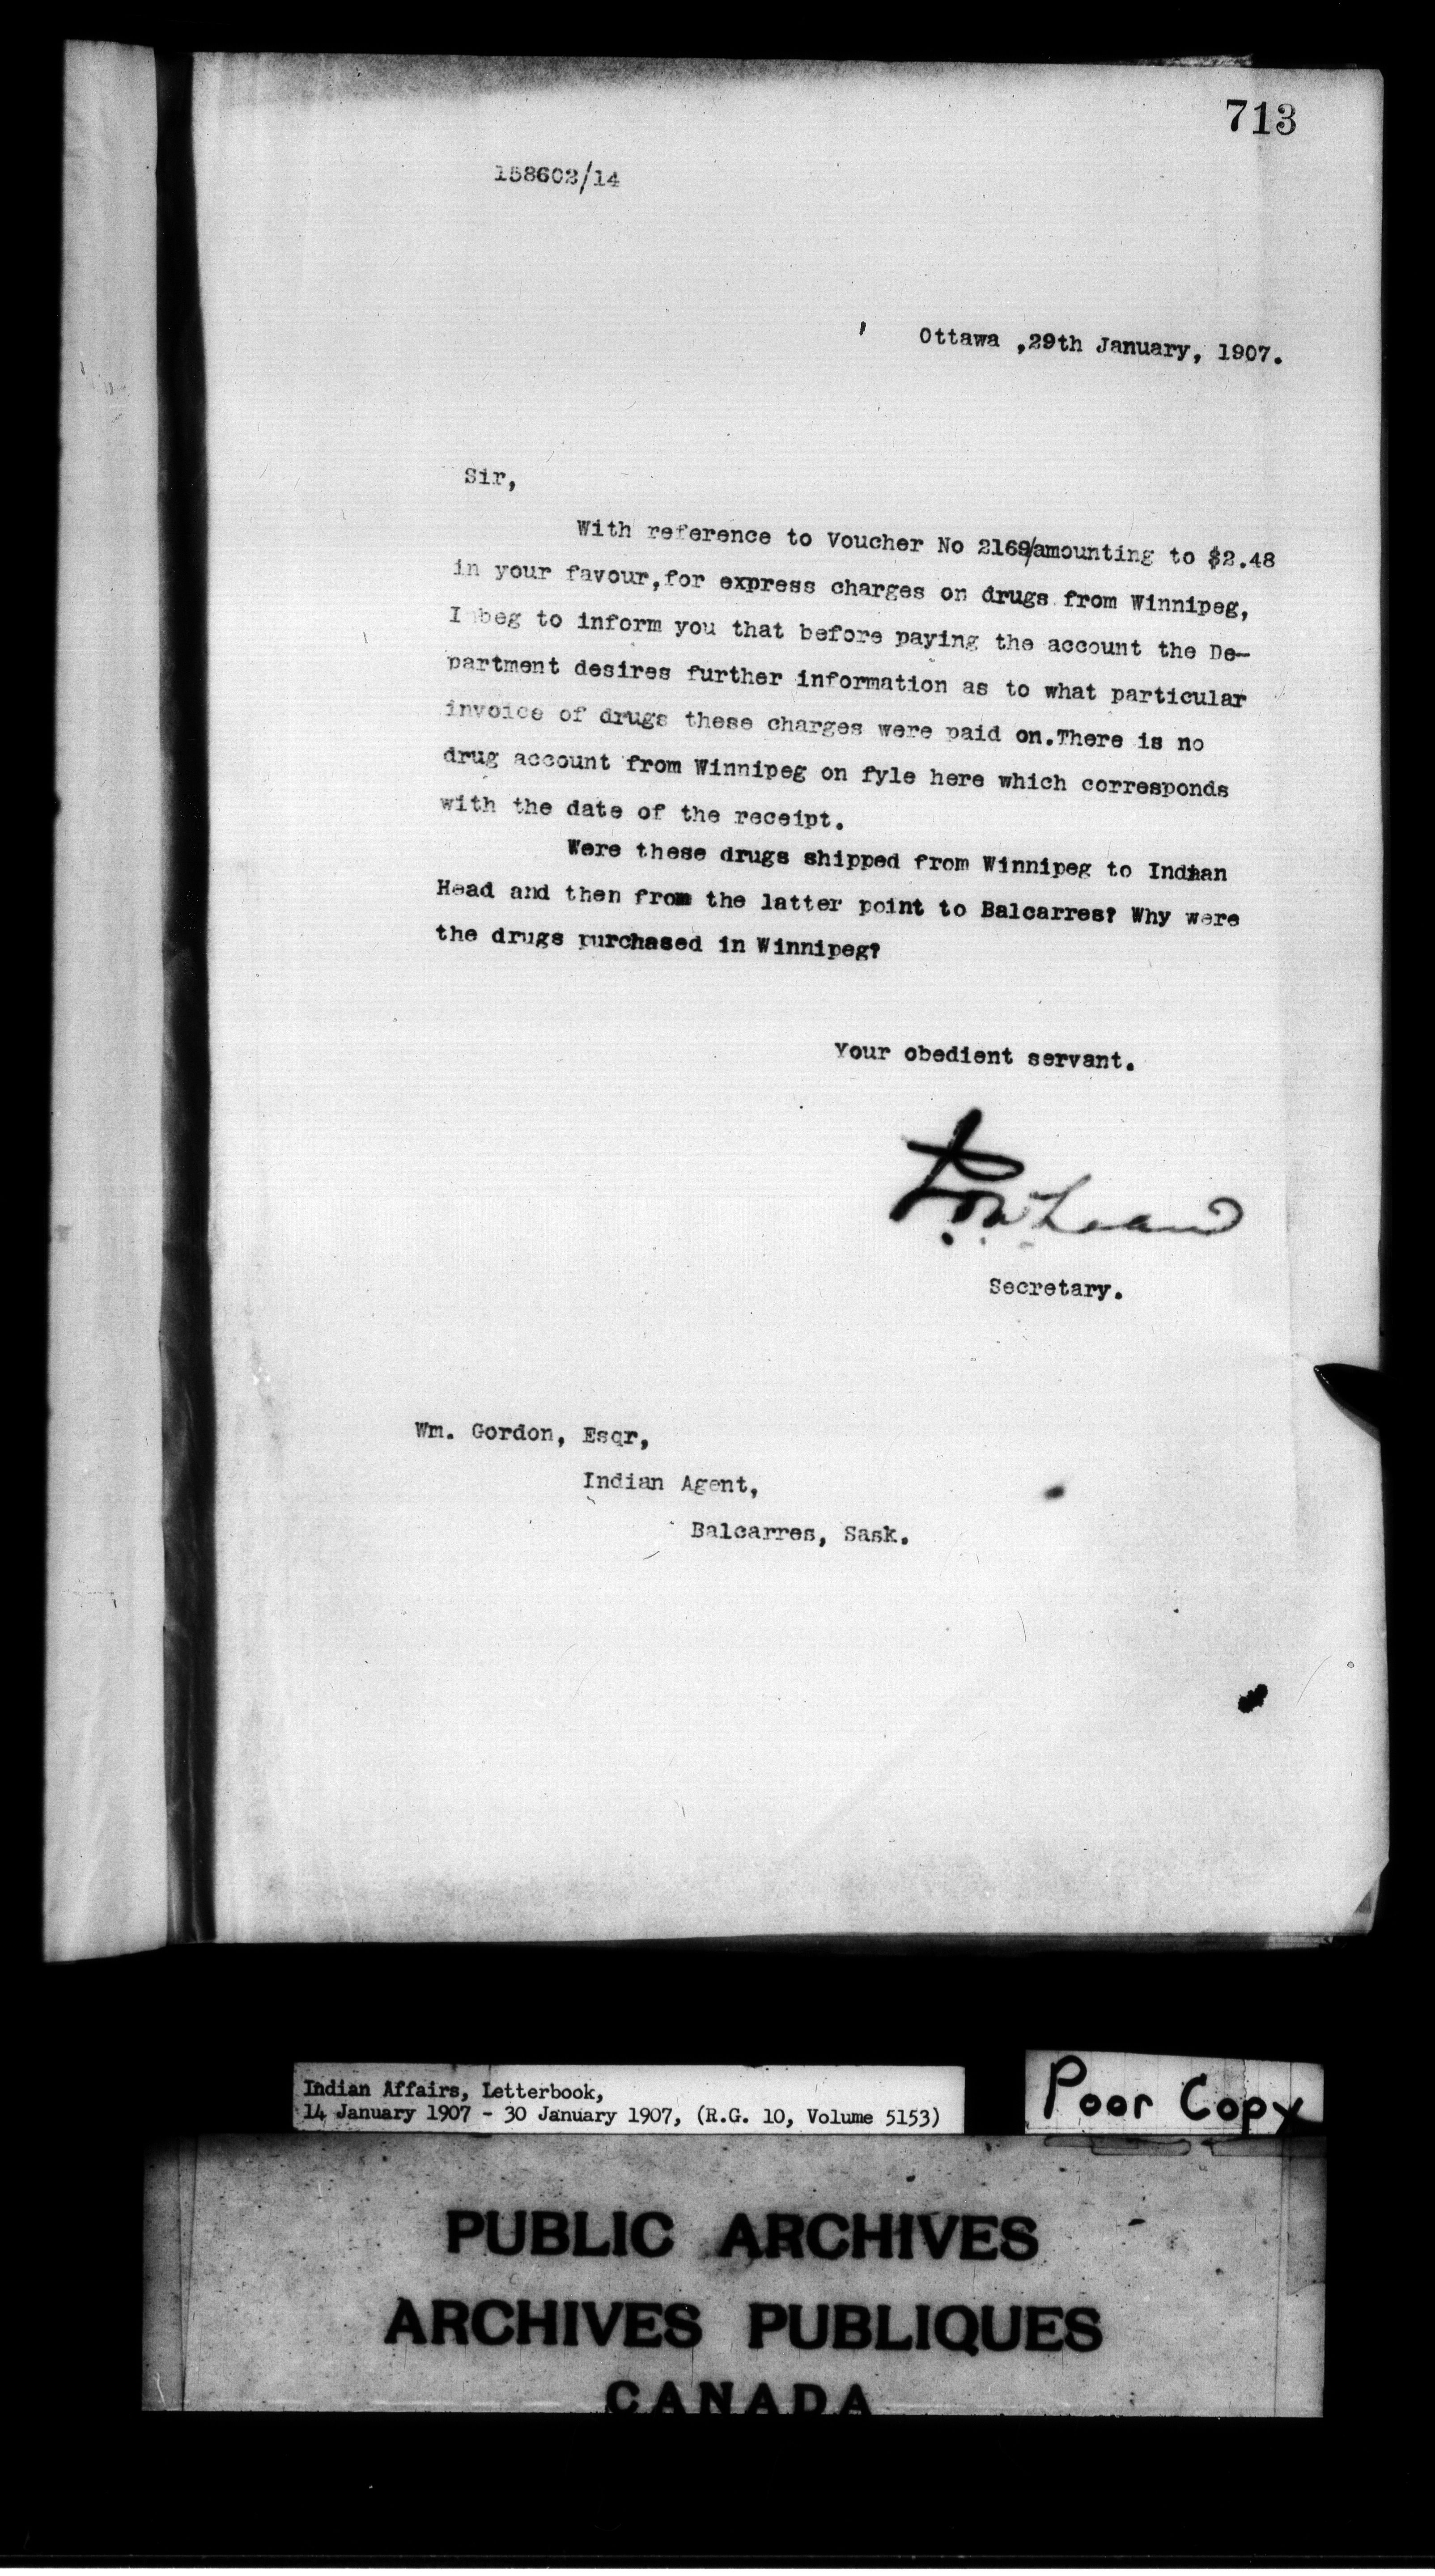 713
158602/14
Ottawa ,29th January, 1907.
Sir,
With reference to Voucher No 2169/amounting to $2.48
in your favour,for express charges on drugs from Winnipeg,
I beg to inform you that before paying the account the De-
partment desires further information as to what particular
invoice of drugs these charges were paid on.There is no
drug account from Winnipeg on fyle here which corresponds
with the date of the receipt.
Were these drugs shipped from Winnipeg to Indian
Head and then from the latter point to Balcarres? Why were
the drugs purchased in Winnipeg?
Your obedient servant.
Secretary.
Wm. Gordon, Esqr,
Indian Agent,
Balcarres, Sask.
Indian Affairs, Letterbook,
14 January 1907 - 30 January 1907, (R.G. 10, Volume 5153)
Poor Copy
PUBLIC ARCHIVES
ARCHIVES PUBLIQUES
CANADA